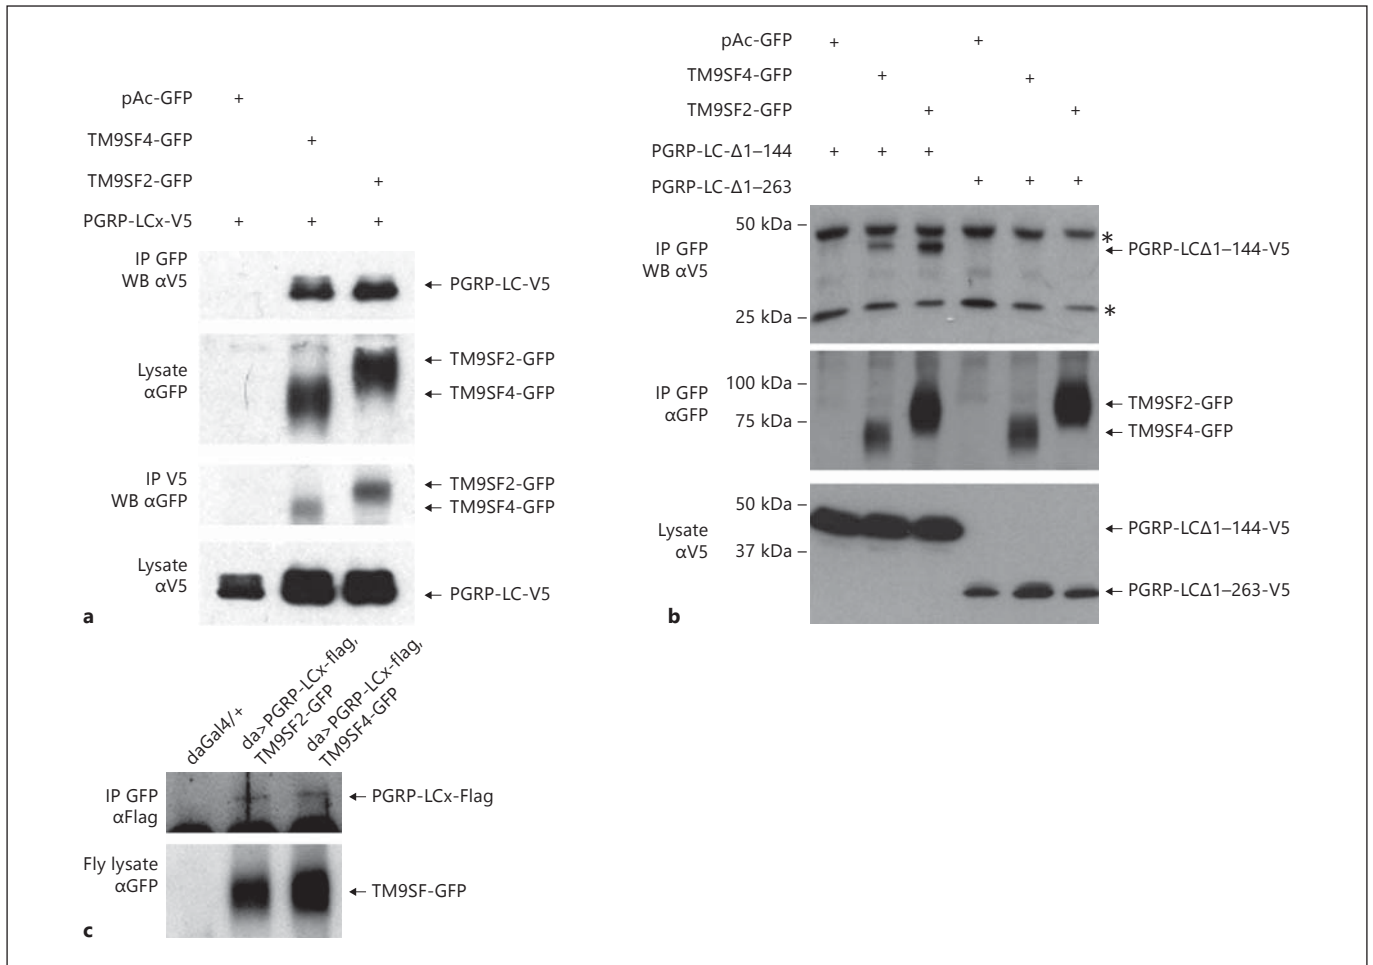 pAc-GFP +
TM9SF4-GFP +
TM9SF2-GFP +
PGRP-LCx-V5 + + +
IP GFP
WB αV5
← PGRP-LC-V5
Lysate
αGFP
← TM9SF2-GFP
← TM9SF4-GFP
IP V5
WB αGFP
← TM9SF2-GFP
← TM9SF4-GFP
Lysate
αV5
← PGRP-LC-V5
a
pAc-GFP + +
TM9SF4-GFP + +
TM9SF2-GFP + +
PGRP-LC-Δ1–144 + + +
PGRP-LC-Δ1–263 + + +
50 kDa –
IP GFP
WB αV5
*
← PGRP-LCΔ1–144-V5
25 kDa –
*
100 kDa –
IP GFP
αGFP
75 kDa –
← TM9SF2-GFP
← TM9SF4-GFP
50 kDa –
Lysate
αV5
37 kDa –
← PGRP-LCΔ1–144-V5
← PGRP-LCΔ1–263-V5
b
daGal4/+
da>PGRP-LCx-flag,
TM9SF2-GFP
da>PGRP-LCx-flag,
TM9SF4-GFP
IP GFP
αFlag
← PGRP-LCx-Flag
Fly lysate
αGFP
← TM9SF-GFP
c